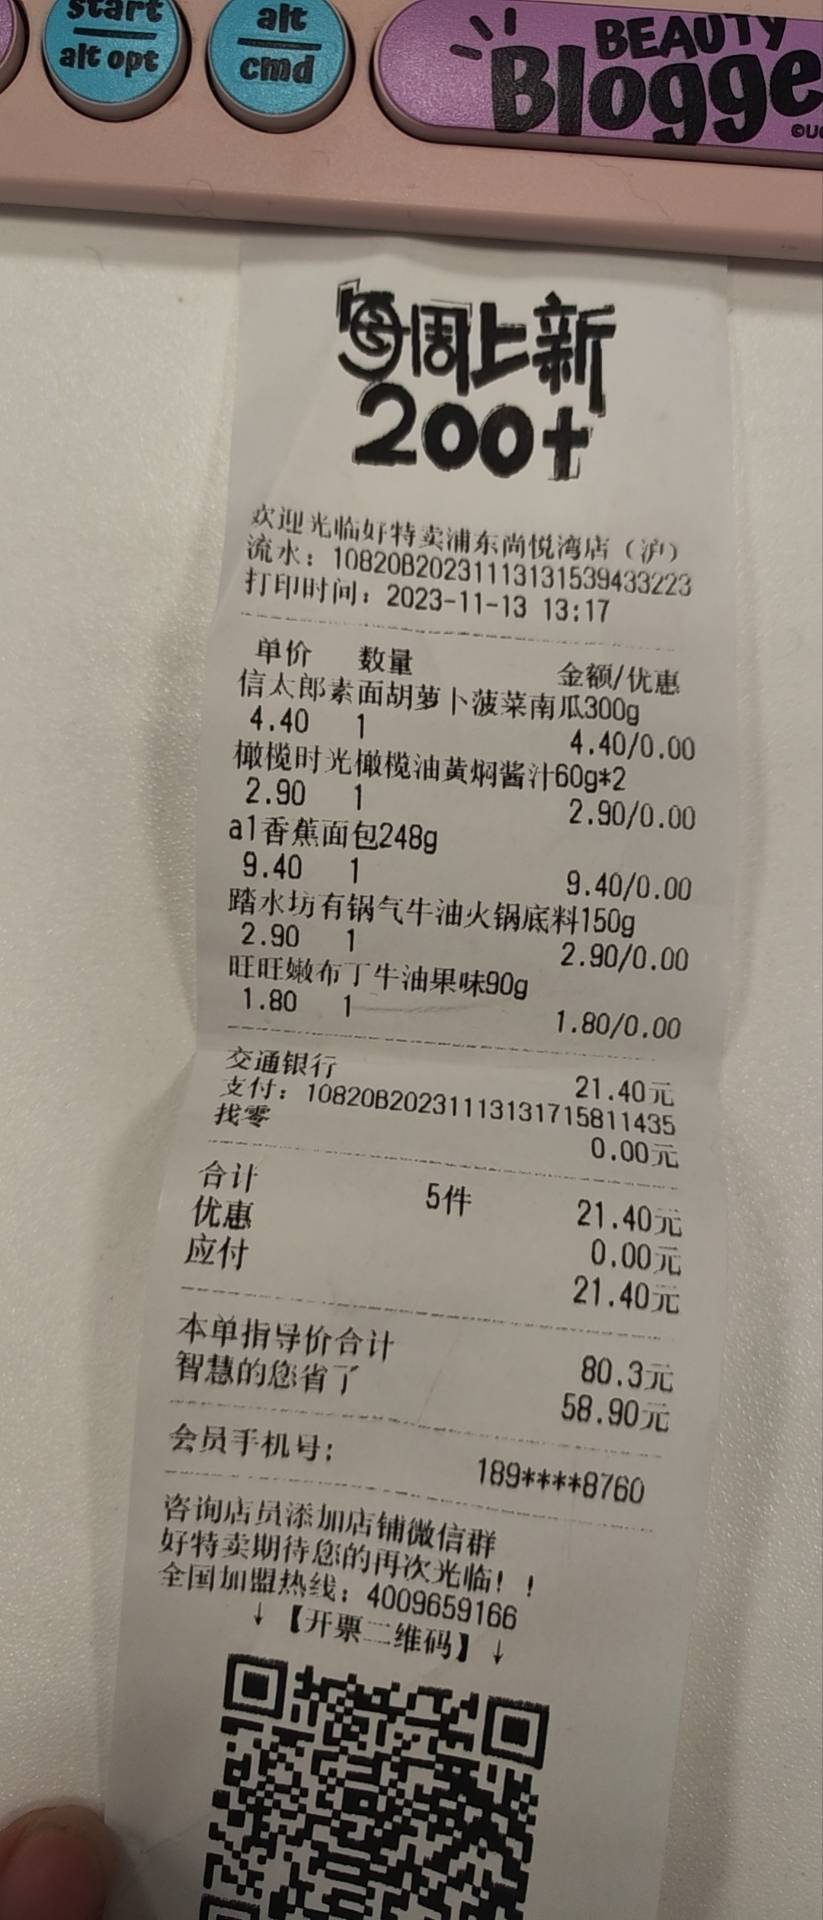 start
alt opt
alt
cmd
BEAUTY
Blogge
©U
每周上新
200+
欢迎光临好特卖浦东尚悦湾店（沪）
流水：10820B20231113131539433223
打印时间：2023-11-13 13:17
单价 数量 金额/优惠
信太郎素面胡萝卜菠菜南瓜300g
4.40 1 4.40/0.00
橄榄时光橄榄油黄焖酱汁60g*2
2.90 1 2.90/0.00
a1香蕉面包248g
9.40 1 9.40/0.00
踏水坊有锅气牛油火锅底料150g
2.90 1 2.90/0.00
旺旺嫩布丁牛油果味90g
1.80 1 1.80/0.00
交通银行 21.40元
支付：10820B20231113131715811435
找零 0.00元
合计 5件 21.40元
优惠 0.00元
应付 21.40元
本单指导价合计 80.3元
智慧的您省了 58.90元
会员手机号： 189****8760
咨询店员添加店铺微信群
好特卖期待您的再次光临！！
全国加盟热线：4009659166
↓【开票二维码】↓